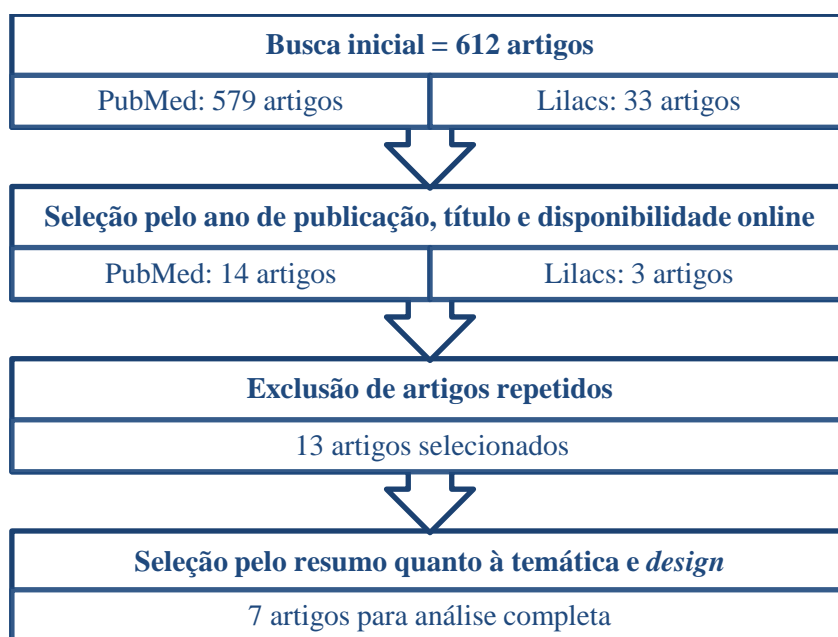 Busca inicial = 612 artigos
PubMed: 579 artigos
Lilacs: 33 artigos
Seleção pelo ano de publicação, título e disponibilidade online
PubMed: 14 artigos
Lilacs: 3 artigos
Exclusão de artigos repetidos
13 artigos selecionados
Seleção pelo resumo quanto à temática e design
7 artigos para análise completa